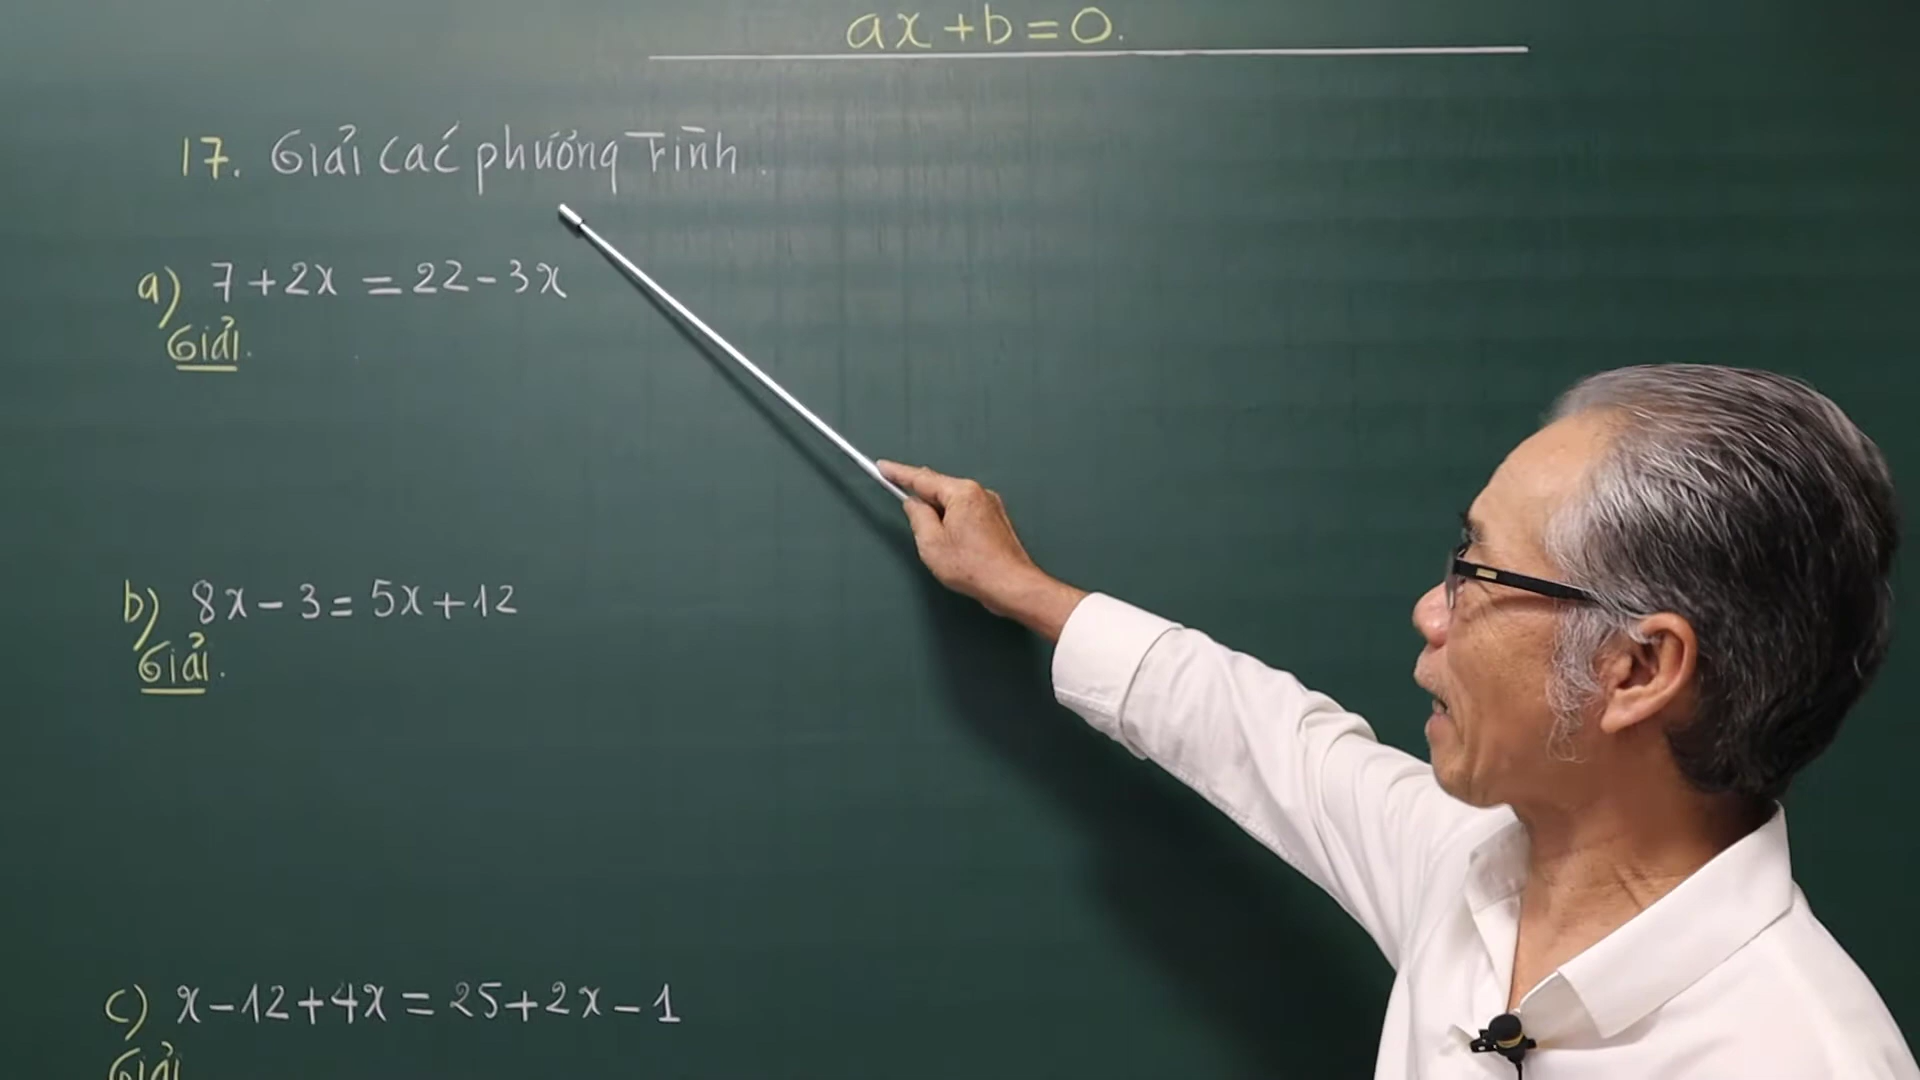 ax + b = 0.
17. Giải các phương Trình.
a) 7 + 2x = 22 - 3x
Giải.
b) 8x - 3 = 5x + 12
Giải.
c) x - 12 + 4x = 25 + 2x - 1
Giải